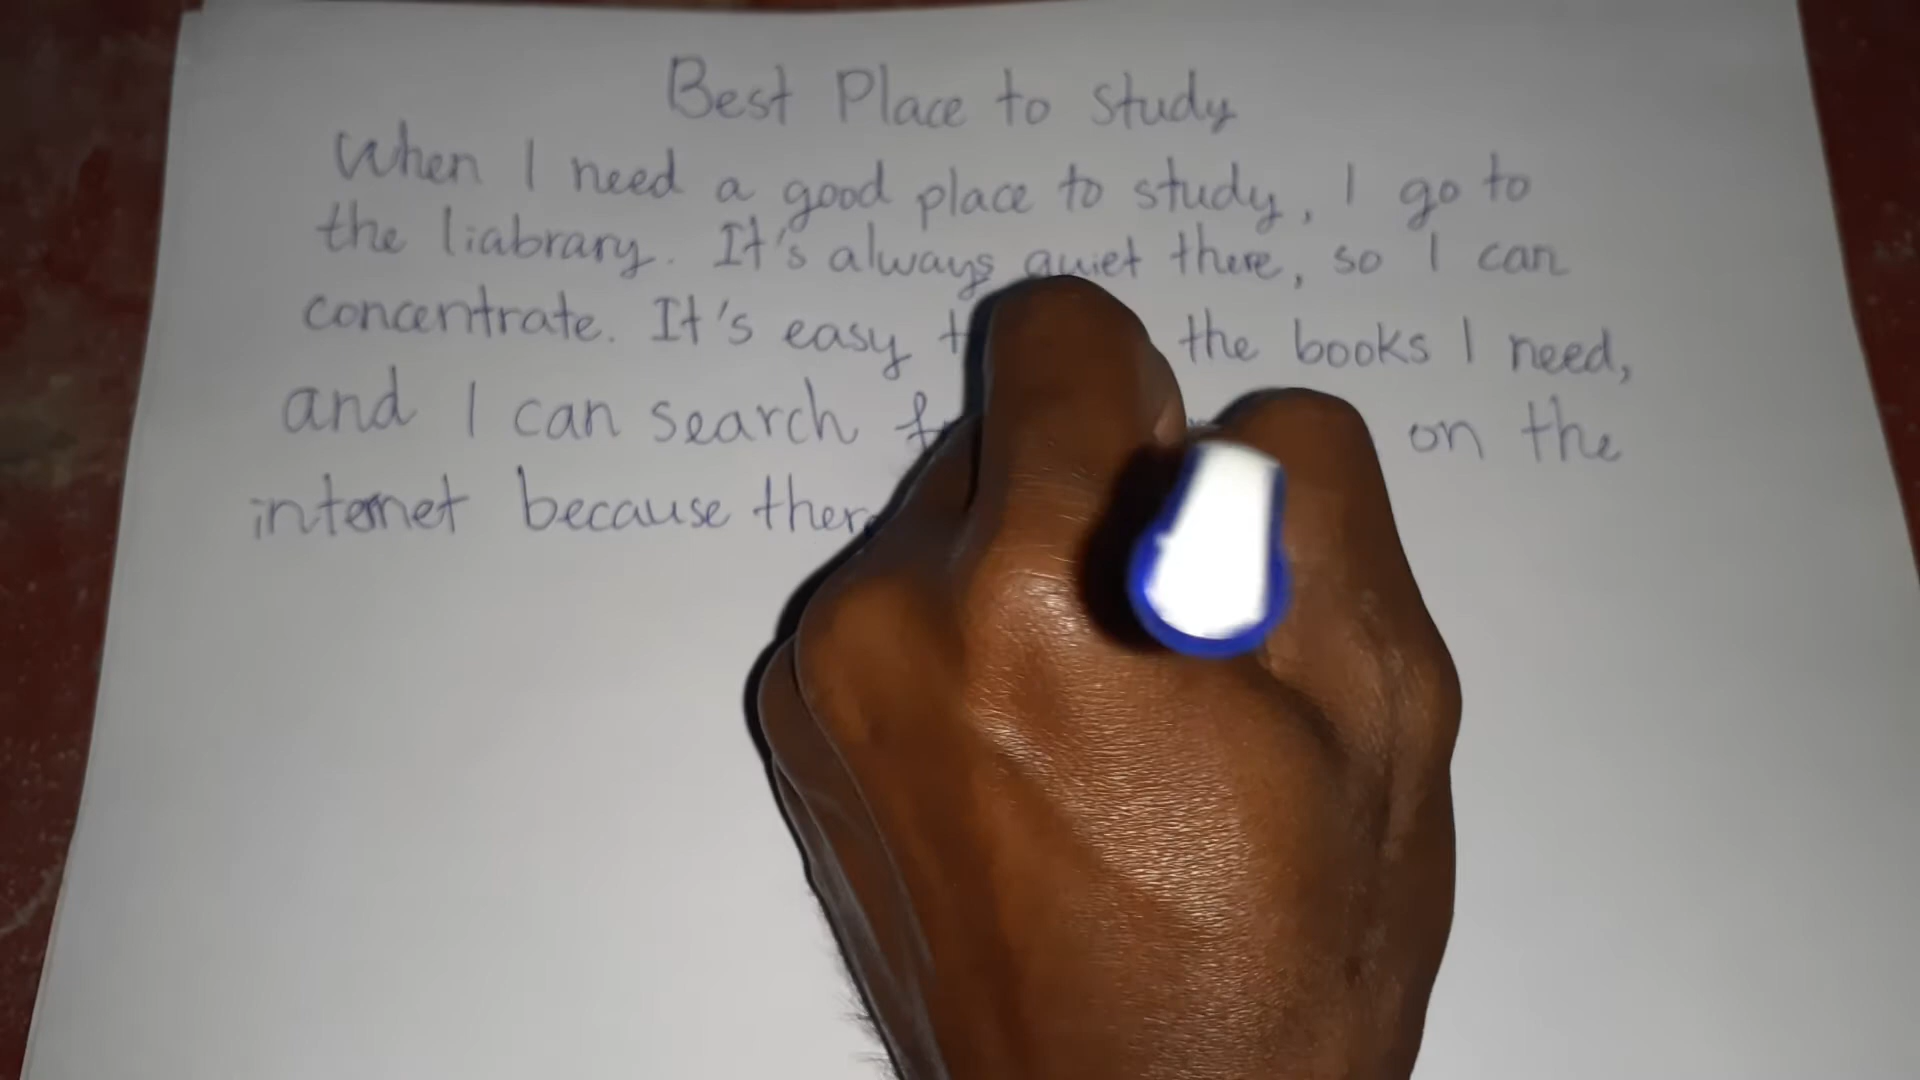 Best Place to study
When I need a good place to study, I go to
the liabrary. It's always quiet there, so I can
concentrate. It's easy the books I need,
and I can search on the
internet because